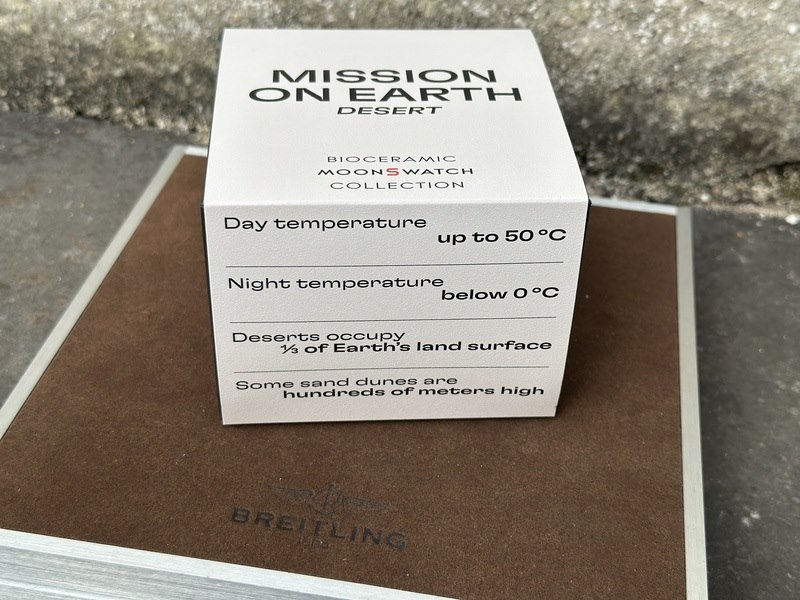 MISSION
ON EARTH
DESERT
BIOCERAMIC
MOONSWATCH
COLLECTION
Day temperature
up to 50 °C
Night temperature
below 0 °C
Deserts occupy
⅓ of Earth's land surface
Some sand dunes are
hundreds of meters high
BREITLING